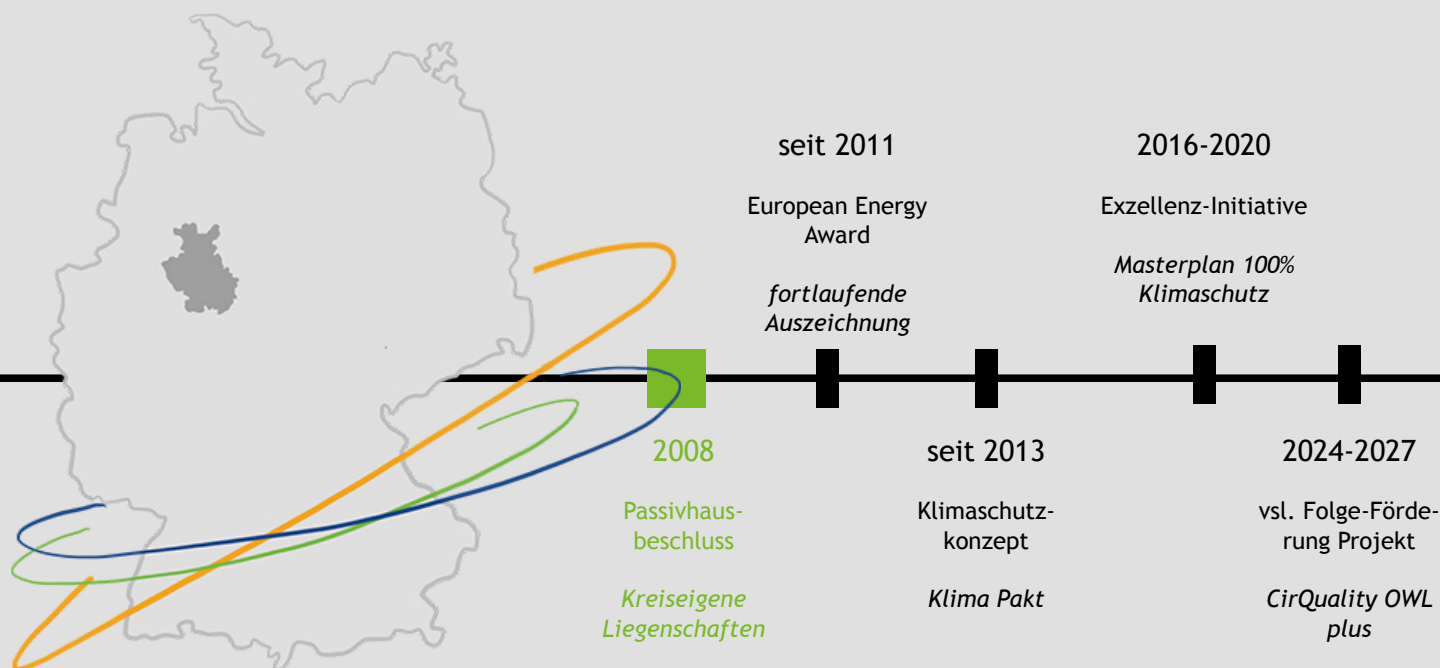 seit 2011
European Energy
Award
fortlaufende
Auszeichnung
2016-2020
Exzellenz-Initiative
Masterplan 100%
Klimaschutz
2008
Passivhaus-
beschluss
Kreiseigene
Liegenschaften
seit 2013
Klimaschutz-
konzept
Klima Pakt
2024-2027
vsl. Folge-Förde-
rung Projekt
CirQuality OWL
plus